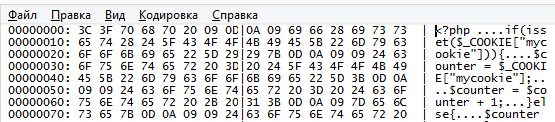 Файл Правка Вид Кодировка Справка
00000000: 3C 3F 70 68 70 20 09 0D|0A 09 69 66 28 69 73 73 | <?php ....if(iss
00000010: 65 74 28 24 5F 43 4F 4F|4B 49 45 5B 22 6D 79 63 | et($_COOKIE["myc
00000020: 6F 6F 6B 69 65 22 5D 29|29 7B 0D 0A 09 09 24 63 | ookie"])){....$c
00000030: 6F 75 6E 74 65 72 20 3D|20 24 5F 43 4F 4F 4B 49 | ounter = $_COOKI
00000040: 45 5B 22 6D 79 63 6F 6F|6B 69 65 22 5D 3B 0D 0A | E["mycookie"];..
00000050: 09 09 24 63 6F 75 6E 74|65 72 20 3D 20 24 63 6F | ..$counter = $co
00000060: 75 6E 74 65 72 20 2B 20|31 3B 0D 0A 09 7D 65 6C | unter + 1;...}el
00000070: 73 65 7B 0D 0A 09 09 24|63 6F 75 6E 74 65 72 20 | se{....$counter